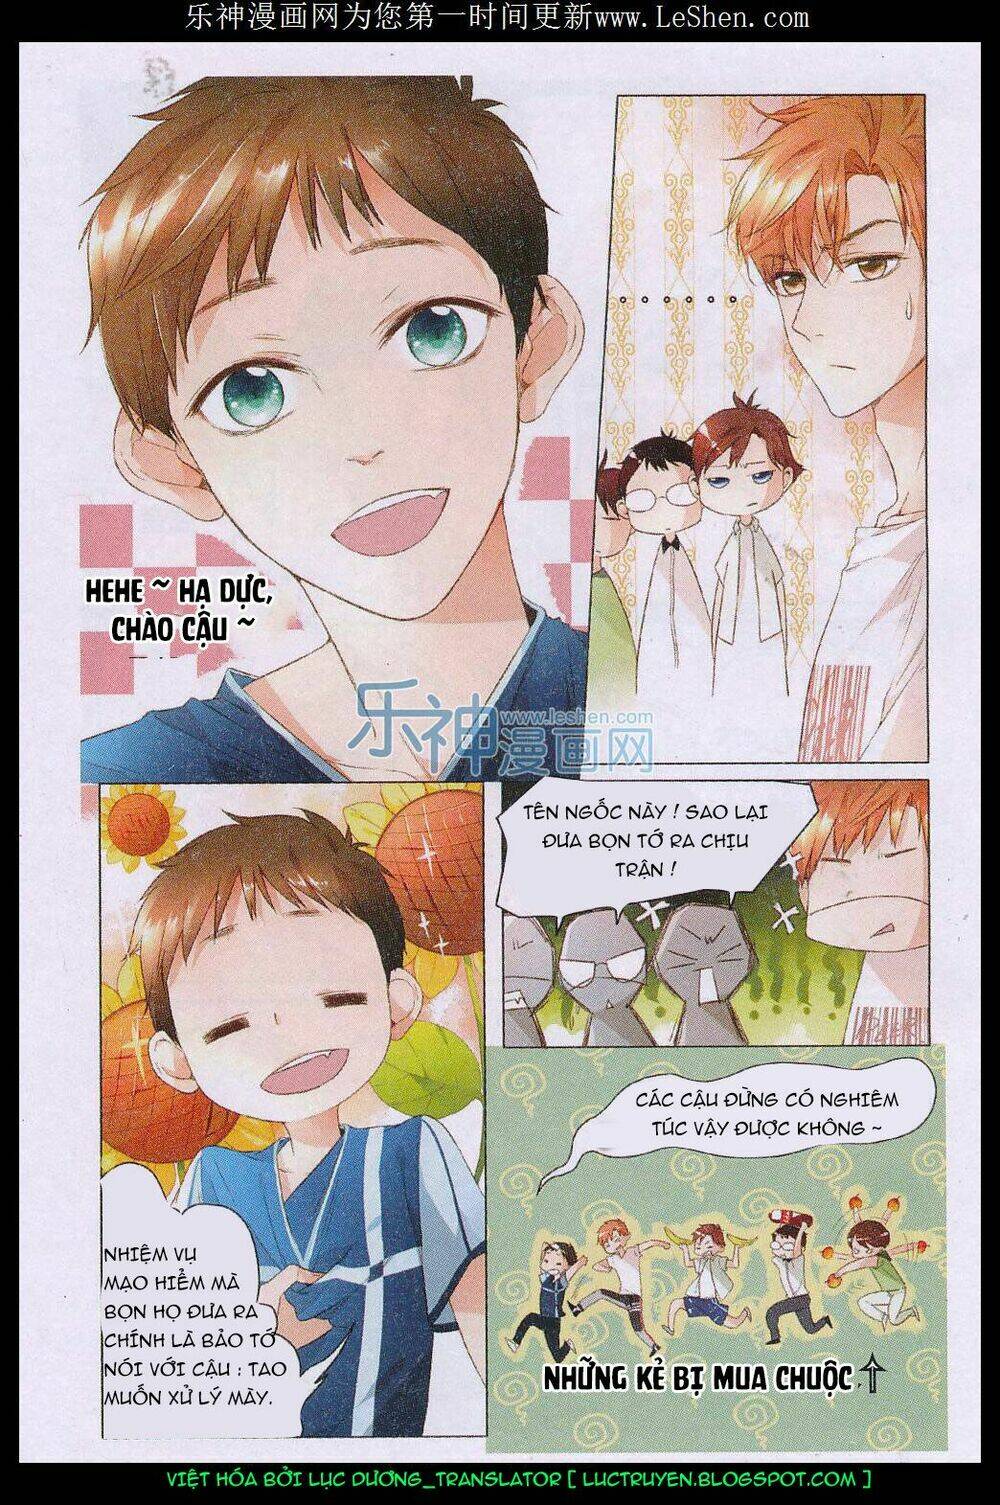 乐神漫画网为您第一时间更新www.LeShen.com
HEHE ~ HẠ DỰC,
CHÀO CẬU ~
乐神漫画网
www.leshen.com
TÊN NGỐC NÀY ! SAO LẠI
ĐƯA BỌN TỚ RA CHỊU
TRẬN !
NHIỆM VỤ
MẠO HIỂM MÀ
BỌN HỌ ĐƯA RA
CHÍNH LÀ BẢO TỚ
NÓI VỚI CẬU : TAO
MUỐN XỬ LÝ MÀY.
CÁC CẬU ĐỪNG CÓ NGHIÊM
TÚC VẬY ĐƯỢC KHÔNG ~
NHỮNG KẺ BỊ MUA CHUỘC
VIỆT HÓA BỞI LỤC DƯƠNG_TRANSLATOR [ LUCTRUYEN.BLOGSPOT.COM ]